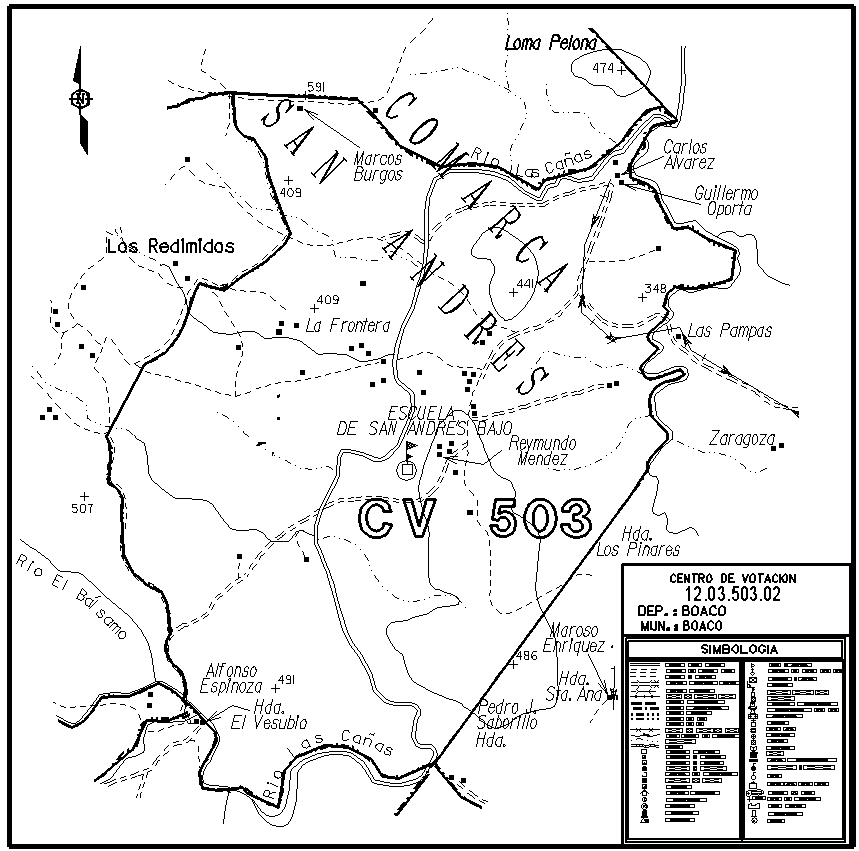 Loma Pelona
474
591
COMARCA
SAN ANDRES
Río Las Cañas
Marcos
Burgos
Carlos
Alvarez
409
Guillermo
Oporta
Los Redimidos
441
348
409
La Frontera
Las Pampas
ESCUELA
DE SAN ANDRES BAJO
Reymundo
Mendez
Zaragoza
507
CV 503
Hda.
Los Pinares
Río El Bálsamo
CENTRO DE VOTACION
12.03.503.02
DEP.: BOACO
MUN.: BOACO
SIMBOLOGIA
Maroso
Enriquez
486
Alfonso
Espinoza
491
Hda.
Sta. Ana
Hda.
El Vesubio
Pedro J.
Saborillo
Hda.
Río Las Cañas